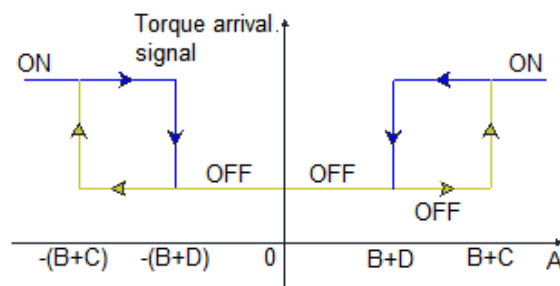 Torque arrival.
signal
ON
ON
OFF
OFF
OFF
-(B+C)
-(B+D)
0
B+D
B+C
A